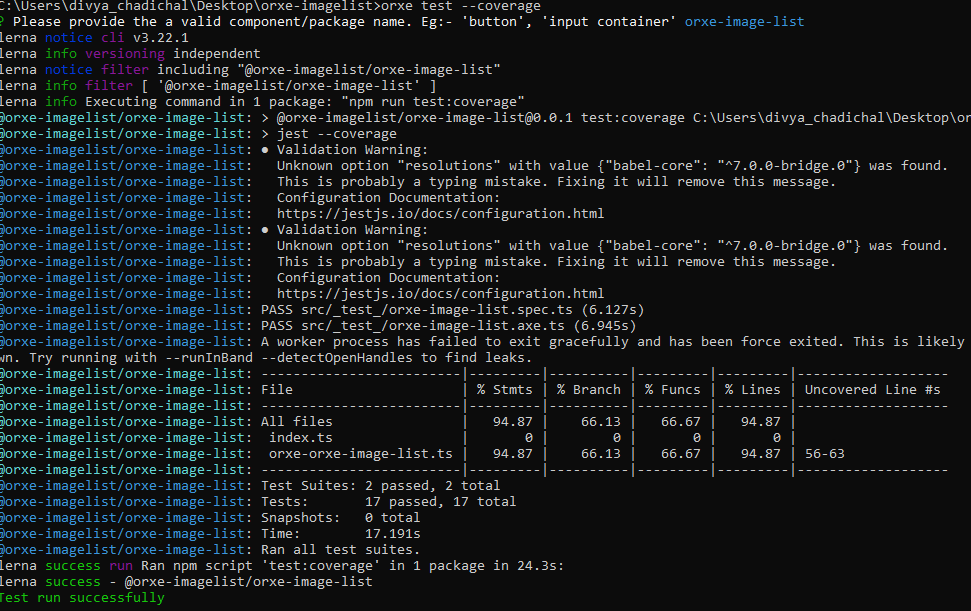 C:\Users\divya_chadichal\Desktop\orxe-imagelist>orxe test --coverage
? Please provide the a valid component/package name. Eg:- 'button', 'input container' orxe-image-list
lerna notice cli v3.22.1
lerna info versioning independent
lerna notice filter including "@orxe-imagelist/orxe-image-list"
lerna info filter [ '@orxe-imagelist/orxe-image-list' ]
lerna info Executing command in 1 package: "npm run test:coverage"
@orxe-imagelist/orxe-image-list: > @orxe-imagelist/orxe-image-list@0.0.1 test:coverage C:\Users\divya_chadichal\Desktop\or
@orxe-imagelist/orxe-image-list: > jest --coverage
@orxe-imagelist/orxe-image-list: ● Validation Warning:
@orxe-imagelist/orxe-image-list:   Unknown option "resolutions" with value {"babel-core": "^7.0.0-bridge.0"} was found.
@orxe-imagelist/orxe-image-list:   This is probably a typing mistake. Fixing it will remove this message.
@orxe-imagelist/orxe-image-list:   Configuration Documentation:
@orxe-imagelist/orxe-image-list:   https://jestjs.io/docs/configuration.html
@orxe-imagelist/orxe-image-list: ● Validation Warning:
@orxe-imagelist/orxe-image-list:   Unknown option "resolutions" with value {"babel-core": "^7.0.0-bridge.0"} was found.
@orxe-imagelist/orxe-image-list:   This is probably a typing mistake. Fixing it will remove this message.
@orxe-imagelist/orxe-image-list:   Configuration Documentation:
@orxe-imagelist/orxe-image-list:   https://jestjs.io/docs/configuration.html
@orxe-imagelist/orxe-image-list: PASS src/_test_/orxe-image-list.spec.ts (6.127s)
@orxe-imagelist/orxe-image-list: PASS src/_test_/orxe-image-list.axe.ts (6.945s)
@orxe-imagelist/orxe-image-list: A worker process has failed to exit gracefully and has been force exited. This is likely
wn. Try running with --runInBand --detectOpenHandles to find leaks.
@orxe-imagelist/orxe-image-list: -------------------------|---------|----------|---------|---------|-------------------
@orxe-imagelist/orxe-image-list: File                     | % Stmts | % Branch | % Funcs | % Lines | Uncovered Line #s
@orxe-imagelist/orxe-image-list: -------------------------|---------|----------|---------|---------|-------------------
@orxe-imagelist/orxe-image-list: All files                |   94.87 |    66.13 |   66.67 |   94.87 |
@orxe-imagelist/orxe-image-list:  index.ts                |       0 |        0 |       0 |       0 |
@orxe-imagelist/orxe-image-list:  orxe-orxe-image-list.ts |   94.87 |    66.13 |   66.67 |   94.87 | 56-63
@orxe-imagelist/orxe-image-list: -------------------------|---------|----------|---------|---------|-------------------
@orxe-imagelist/orxe-image-list: Test Suites: 2 passed, 2 total
@orxe-imagelist/orxe-image-list: Tests:       17 passed, 17 total
@orxe-imagelist/orxe-image-list: Snapshots:   0 total
@orxe-imagelist/orxe-image-list: Time:        17.191s
@orxe-imagelist/orxe-image-list: Ran all test suites.
lerna success run Ran npm script 'test:coverage' in 1 package in 24.3s:
lerna success - @orxe-imagelist/orxe-image-list
Test run successfully